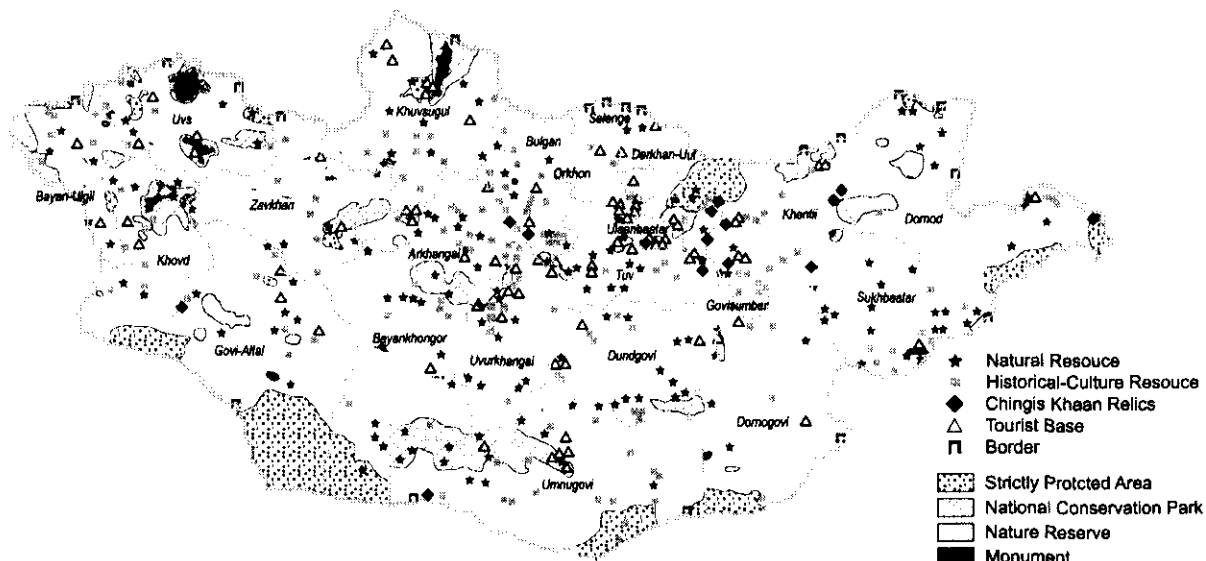 Khuvsugul
Selenge
Uvs
Bulgan
Darkhan-Uul
Orkhon
Bayan-Ulgii
Zavkhan
Khentii
Dornod
Ulaanbaatar
Arkhangai
Khovd
Tuv
Govisumber
Sukhbaatar
Bayankhongor
Govi-Altai
Uvurkhangai
Dundgovi
Dornogovi
Umnugovi
Natural Resouce
Historical-Culture Resouce
Chingis Khaan Relics
Tourist Base
Border
Strictly Protcted Area
National Conservation Park
Nature Reserve
Monument